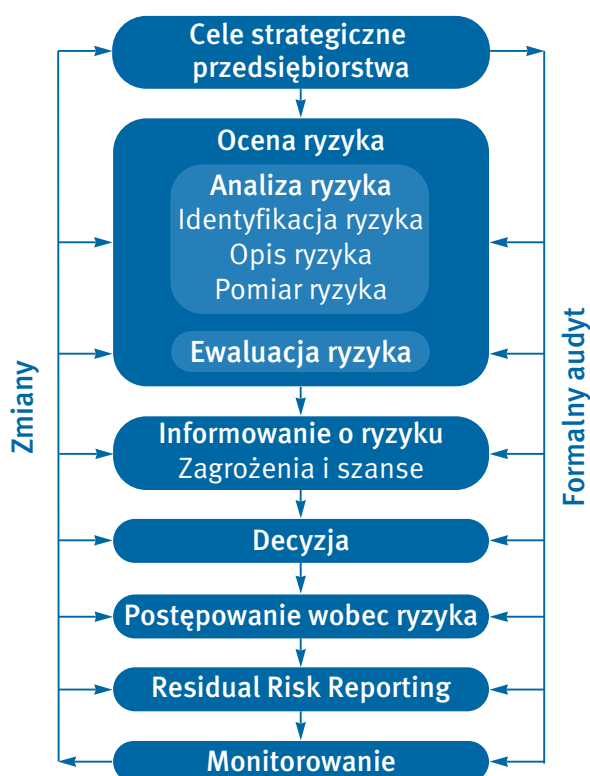 Cele strategiczne
przedsiębiorstwa
Ocena ryzyka
Analiza ryzyka
Identyfikacja ryzyka
Opis ryzyka
Pomiar ryzyka
Ewaluacja ryzyka
Informowanie o ryzyku
Zagrożenia i szanse
Decyzja
Postępowanie wobec ryzyka
Residual Risk Reporting
Monitorowanie
Zmiany
Formalny audyt